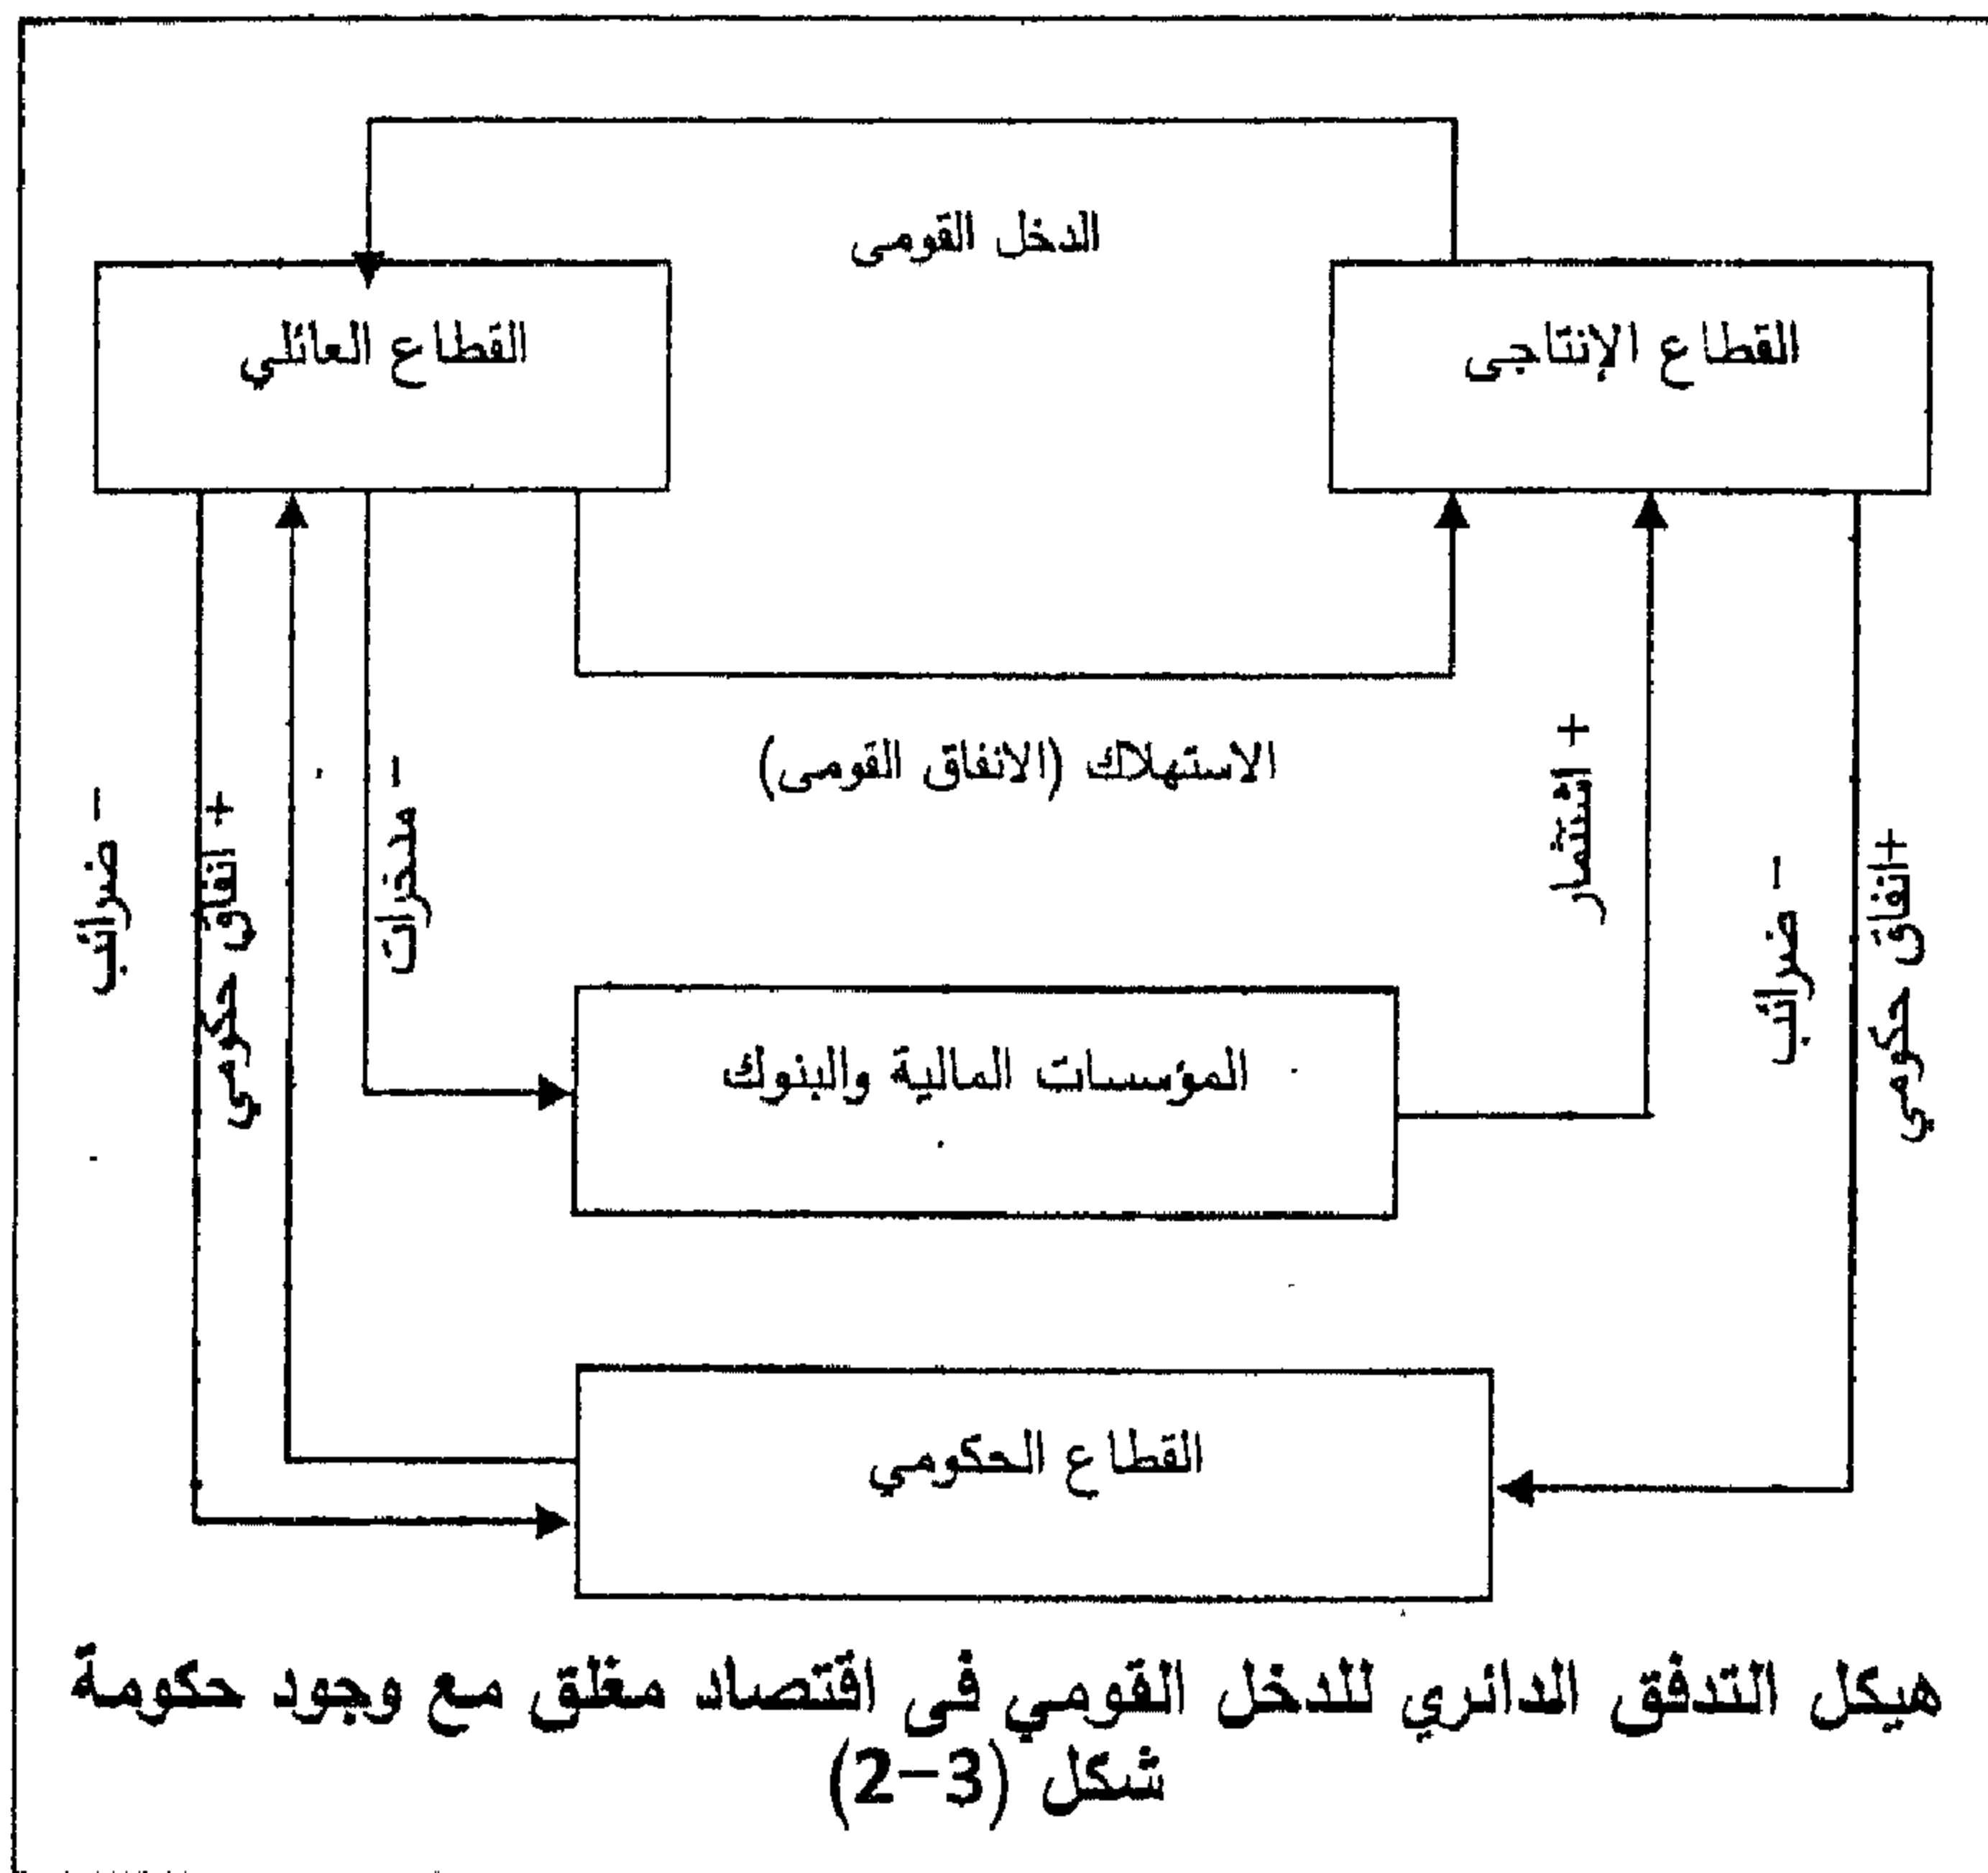 الدخل القومى
القطاع الإنتاجى
القطاع العائلي
الاستهلاك (الانفاق القومى)
+ استثمار
- ضرائب
+انفاق حكومي
- مدخرات
+ انفاق حكومي
- ضرائب
المؤسسات المالية والبنوك
القطاع الحكومي
هيكل التدفق الدائري للدخل القومي فى اقتصاد مغلق مع وجود حكومة
شكل (3-2)